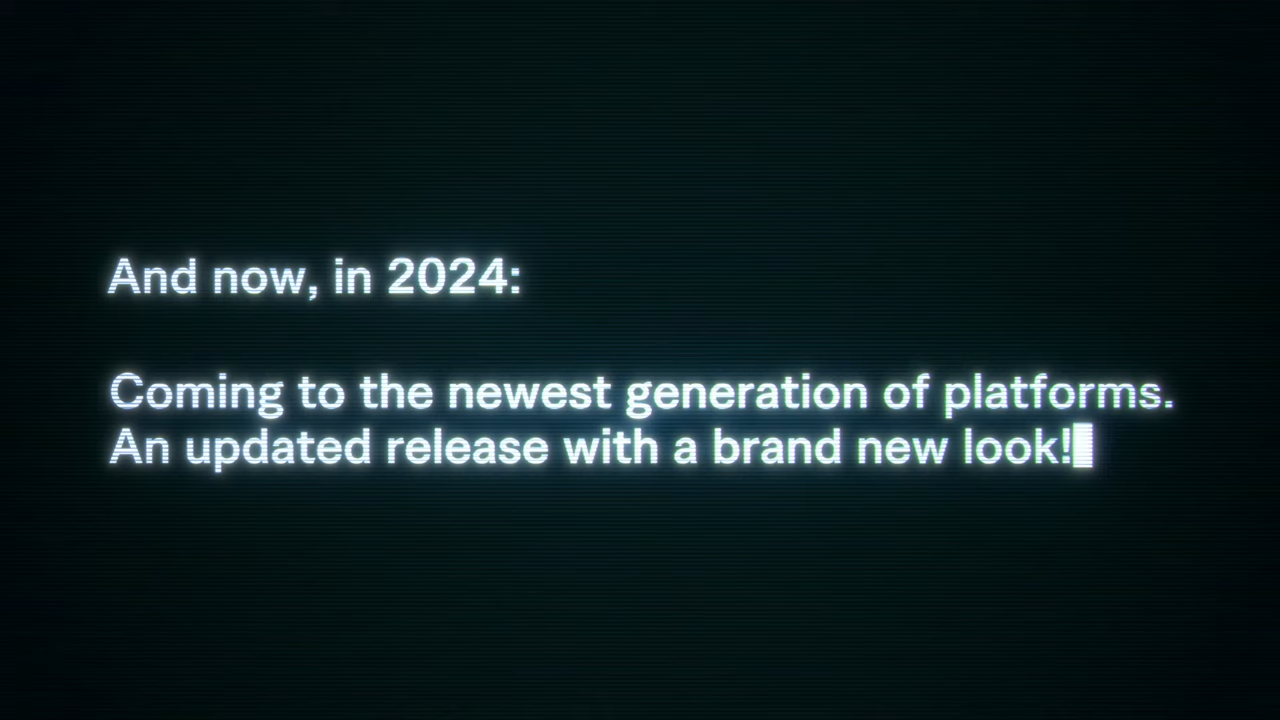 And now, in 2024:
Coming to the newest generation of platforms.
An updated release with a brand new look!